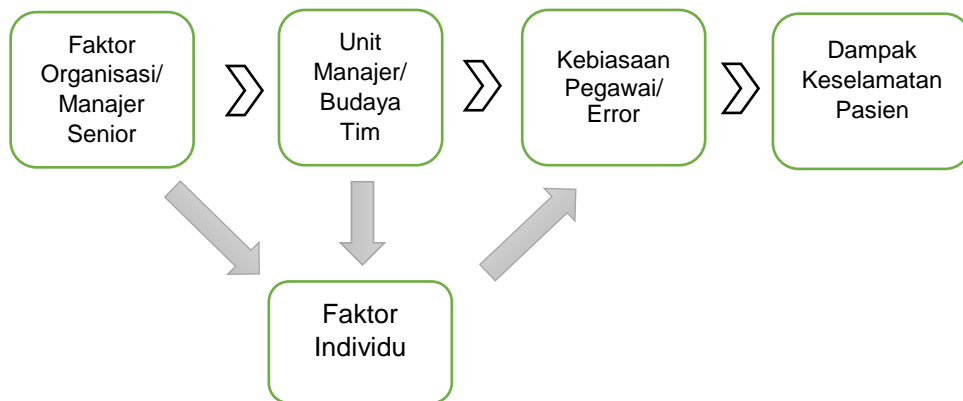 Faktor
Organisasi/
Manajer
Senior
Unit
Manajer/
Budaya
Tim
Kebiasaan
Pegawai/
Error
Dampak
Keselamatan
Pasien
Faktor
Individu